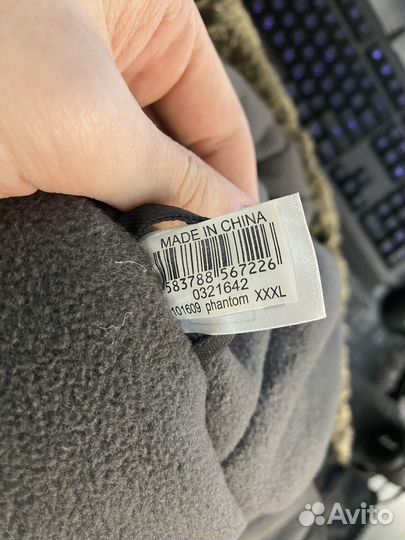 MADE IN CHINA
583788 567226
0321642
101609 phantom XXXL
Avito